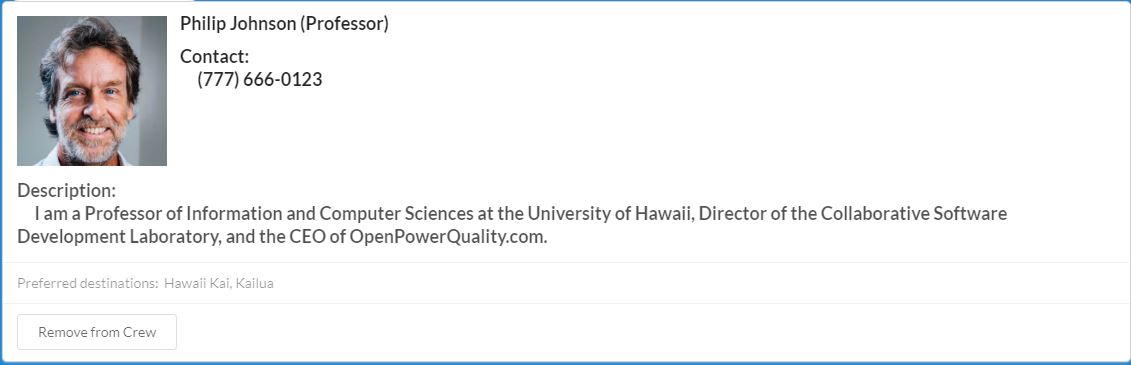 Philip Johnson (Professor)
Contact:
(777) 666-0123
Description:
I am a Professor of Information and Computer Sciences at the University of Hawaii, Director of the Collaborative Software
Development Laboratory, and the CEO of OpenPowerQuality.com.
Preferred destinations: Hawaii Kai, Kailua
Remove from Crew